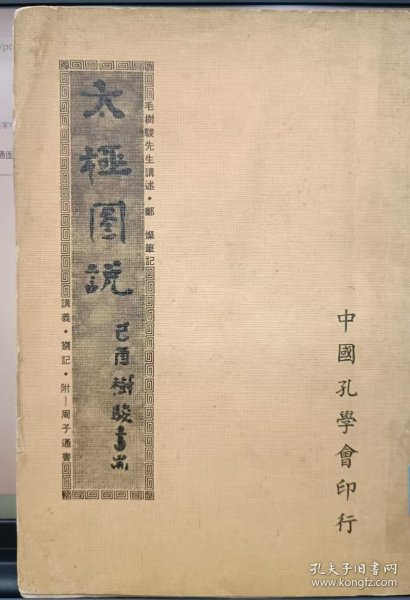 中國孔學會印行
毛樹駿先生講述·鄭 燦筆記
太極圖說
己酉樹駿書耑
講義·劄記·附—周子通書
孔夫子旧书网
www.kongfz.com